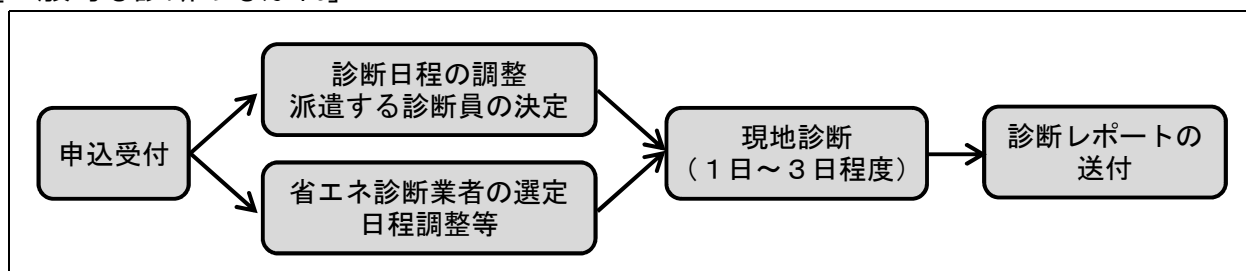 申込受付
診断日程の調整
派遣する診断員の決定
省エネ診断業者の選定
日程調整等
現地診断
（１日～３日程度）
診断レポートの
送付